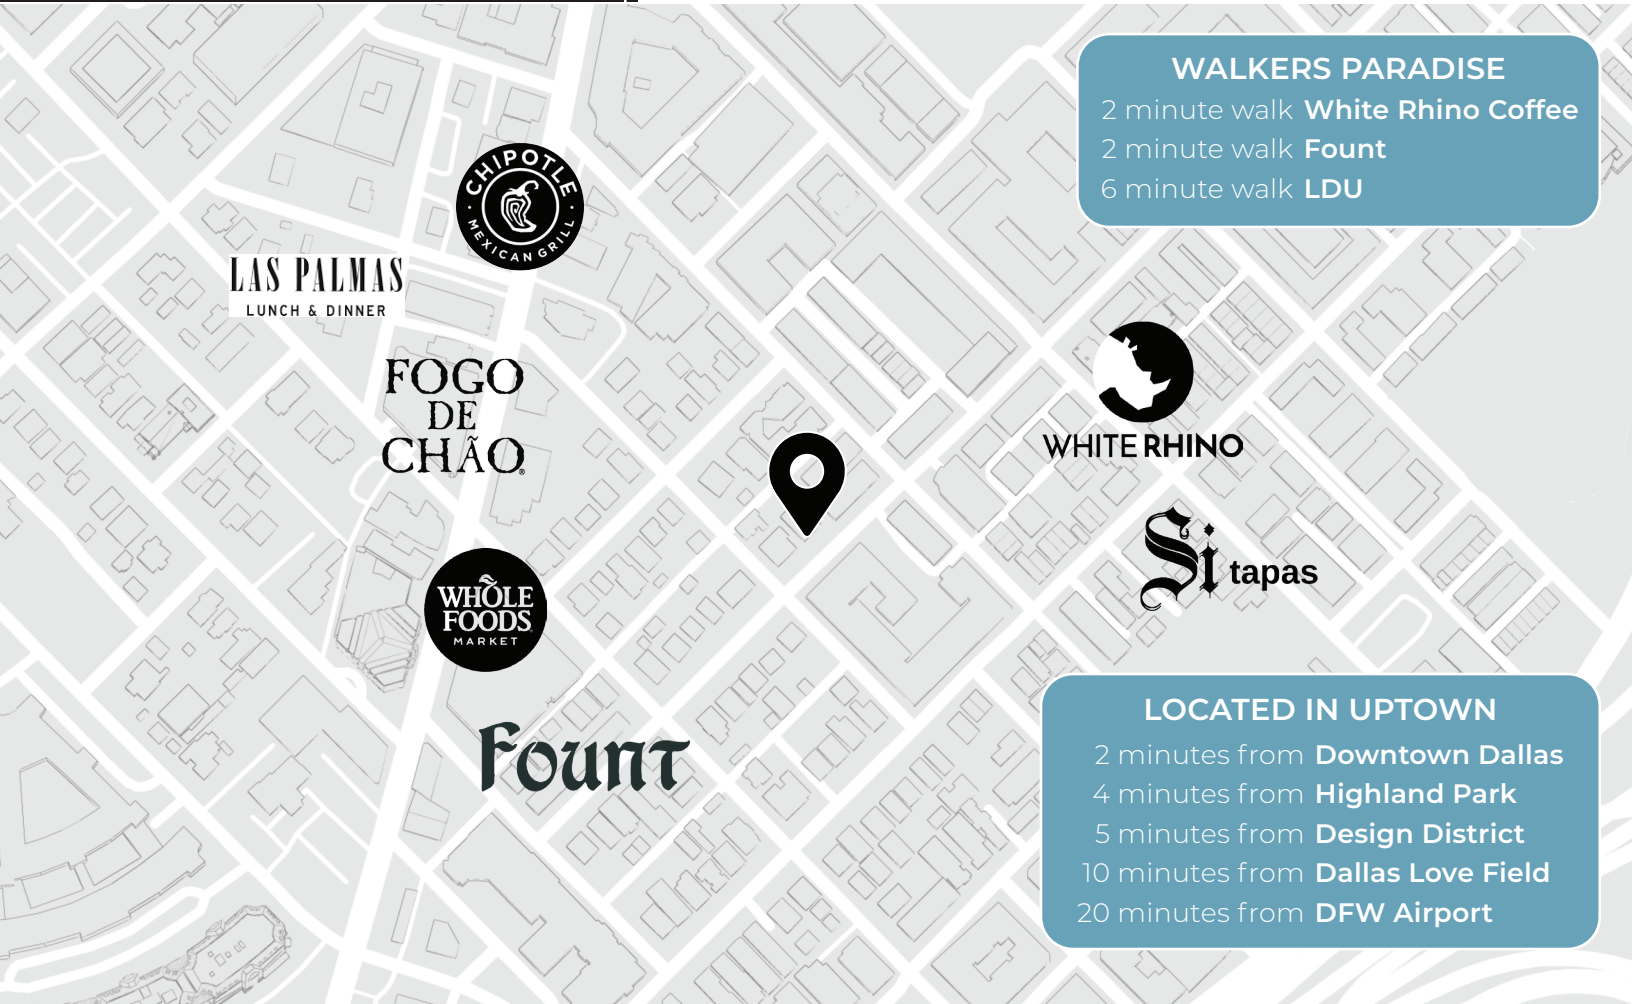 WALKERS PARADISE
2 minute walk White Rhino Coffee
2 minute walk Fount
6 minute walk LDU
CHIPOTLE
MEXICAN GRILL
LAS PALMAS
LUNCH & DINNER
FOGO
DE
CHÃO®
WHITE RHINO
Si tapas
WHOLE
FOODS
MARKET
Fount
LOCATED IN UPTOWN
2 minutes from Downtown Dallas
4 minutes from Highland Park
5 minutes from Design District
10 minutes from Dallas Love Field
20 minutes from DFW Airport